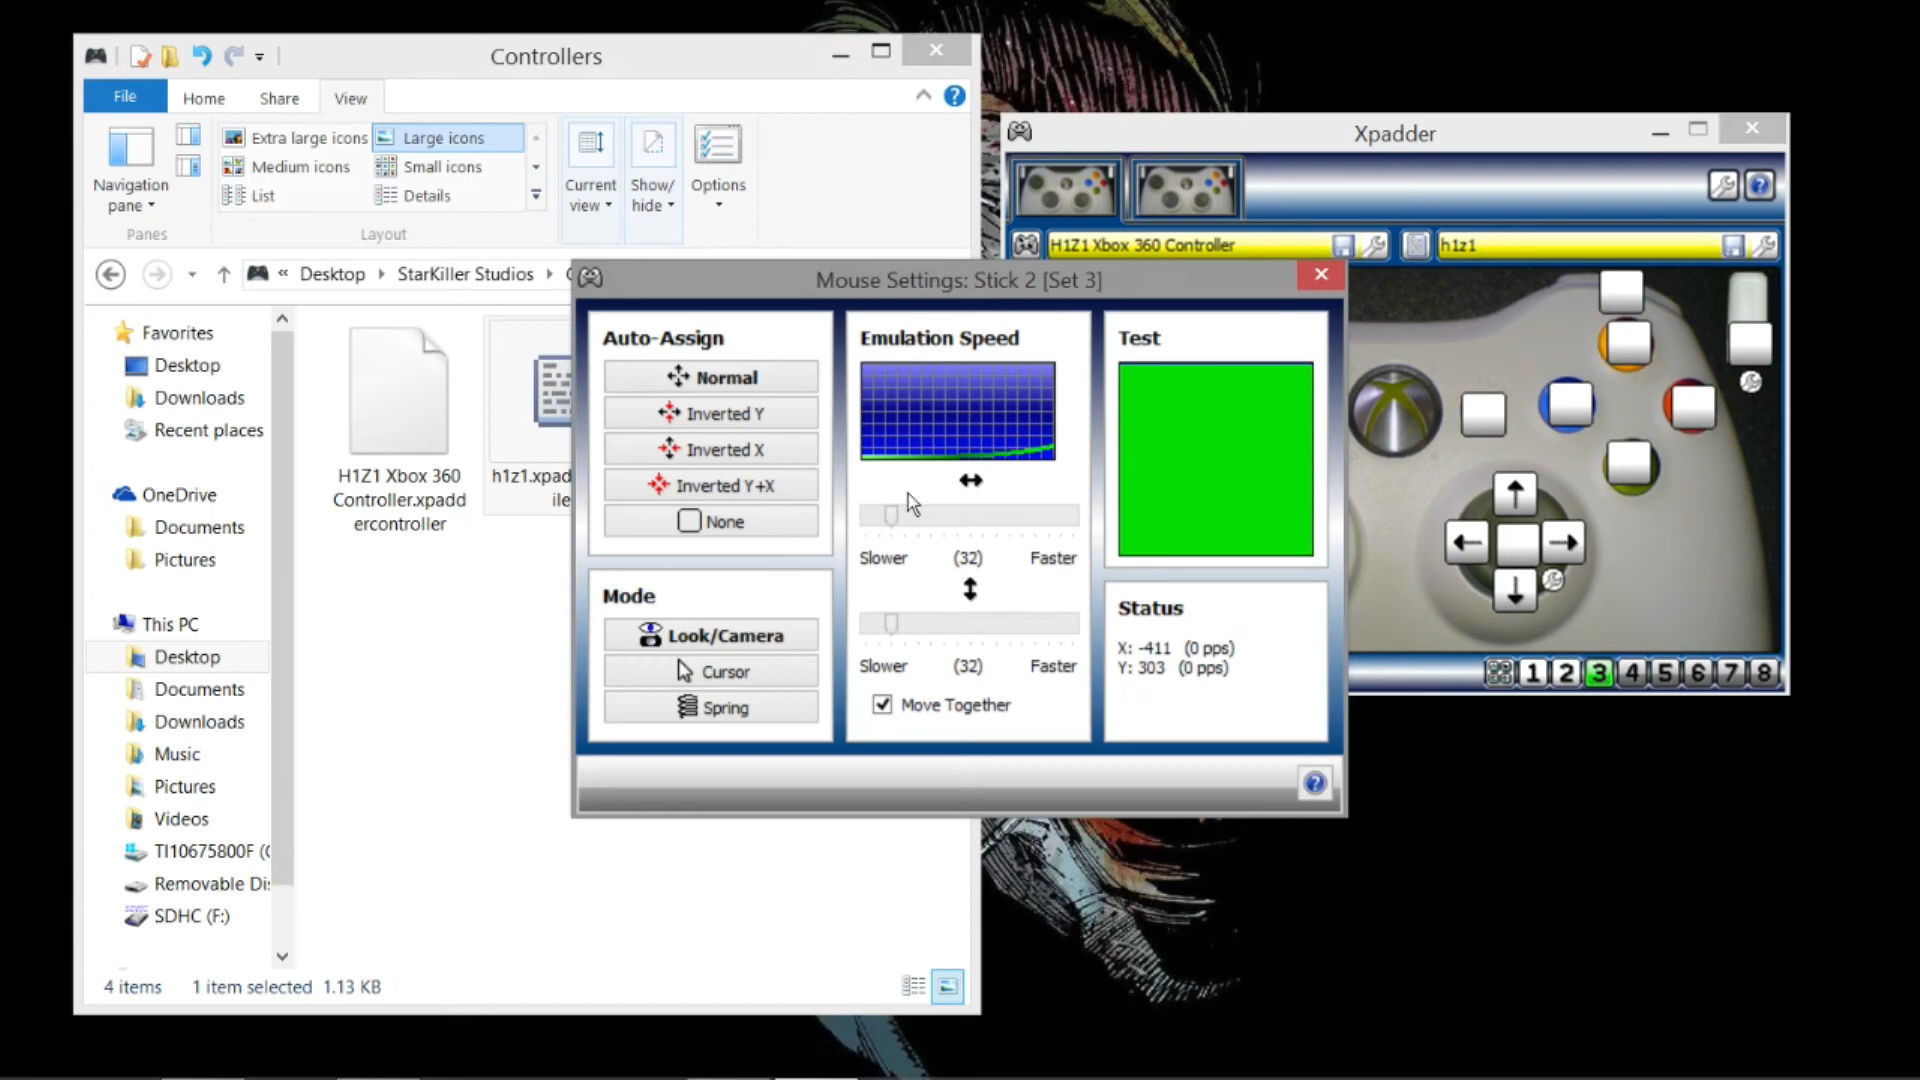 Controllers
File
Home
Share
View
Navigation
pane
Panes
Extra large icons
Large icons
Medium icons
Small icons
List
Details
Layout
Current
view
Show/
hide
Options
« Desktop
StarKiller Studios
Favorites
Desktop
Downloads
Recent places
OneDrive
Documents
Pictures
This PC
Desktop
Documents
Downloads
Music
Pictures
Videos
TI10675800F (
Removable Di
SDHC (F:)
H1Z1 Xbox 360
Controller.xpadd
ercontroller
h1z1.xpad
ile
4 items
1 item selected 1.13 KB
Xpadder
H1Z1 Xbox 360 Controller
h1z1
1 2 3 4 5 6 7 8
Mouse Settings: Stick 2 [Set 3]
Auto-Assign
Normal
Inverted Y
Inverted X
Inverted Y+X
None
Mode
Look/Camera
Cursor
Spring
Emulation Speed
Slower (32) Faster
Slower (32) Faster
Move Together
Test
Status
X: -411 (0 pps)
Y: 303 (0 pps)